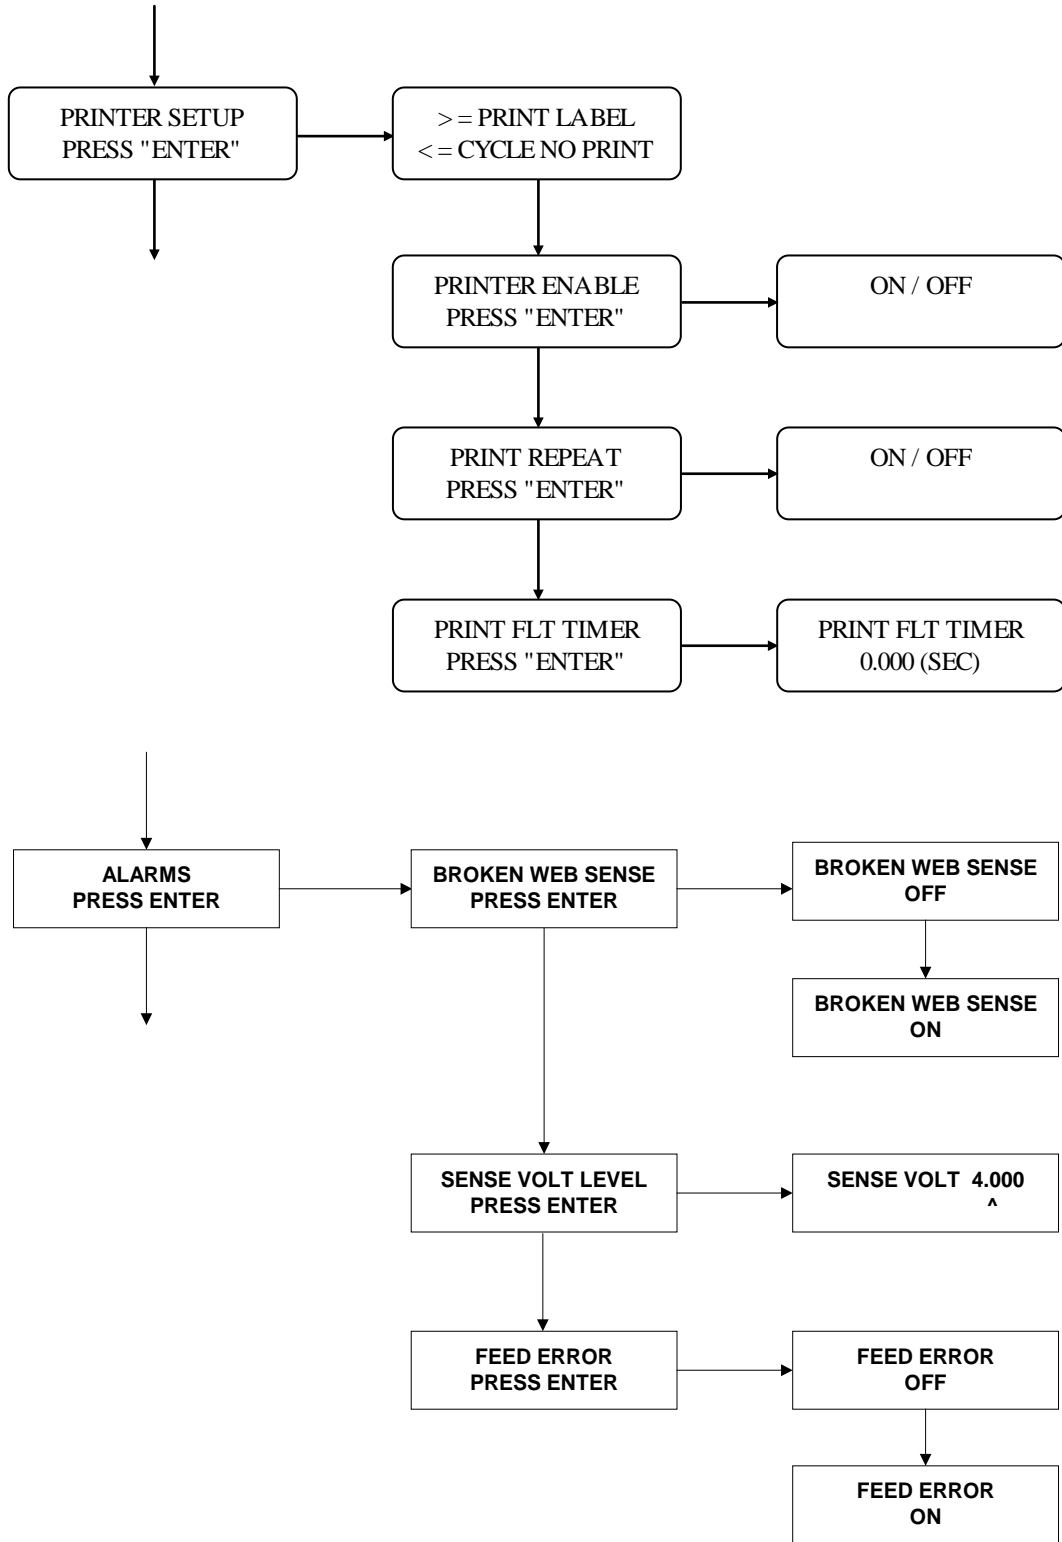 PRINTER SETUP
PRESS "ENTER"
> = PRINT LABEL
< = CYCLE NO PRINT
PRINTER ENABLE
PRESS "ENTER"
ON / OFF
PRINT REPEAT
PRESS "ENTER"
ON / OFF
PRINT FLT TIMER
PRESS "ENTER"
PRINT FLT TIMER
0.000 (SEC)
ALARMS
PRESS ENTER
BROKEN WEB SENSE
PRESS ENTER
BROKEN WEB SENSE
OFF
BROKEN WEB SENSE
ON
SENSE VOLT LEVEL
PRESS ENTER
SENSE VOLT 4.000
^
FEED ERROR
PRESS ENTER
FEED ERROR
OFF
FEED ERROR
ON